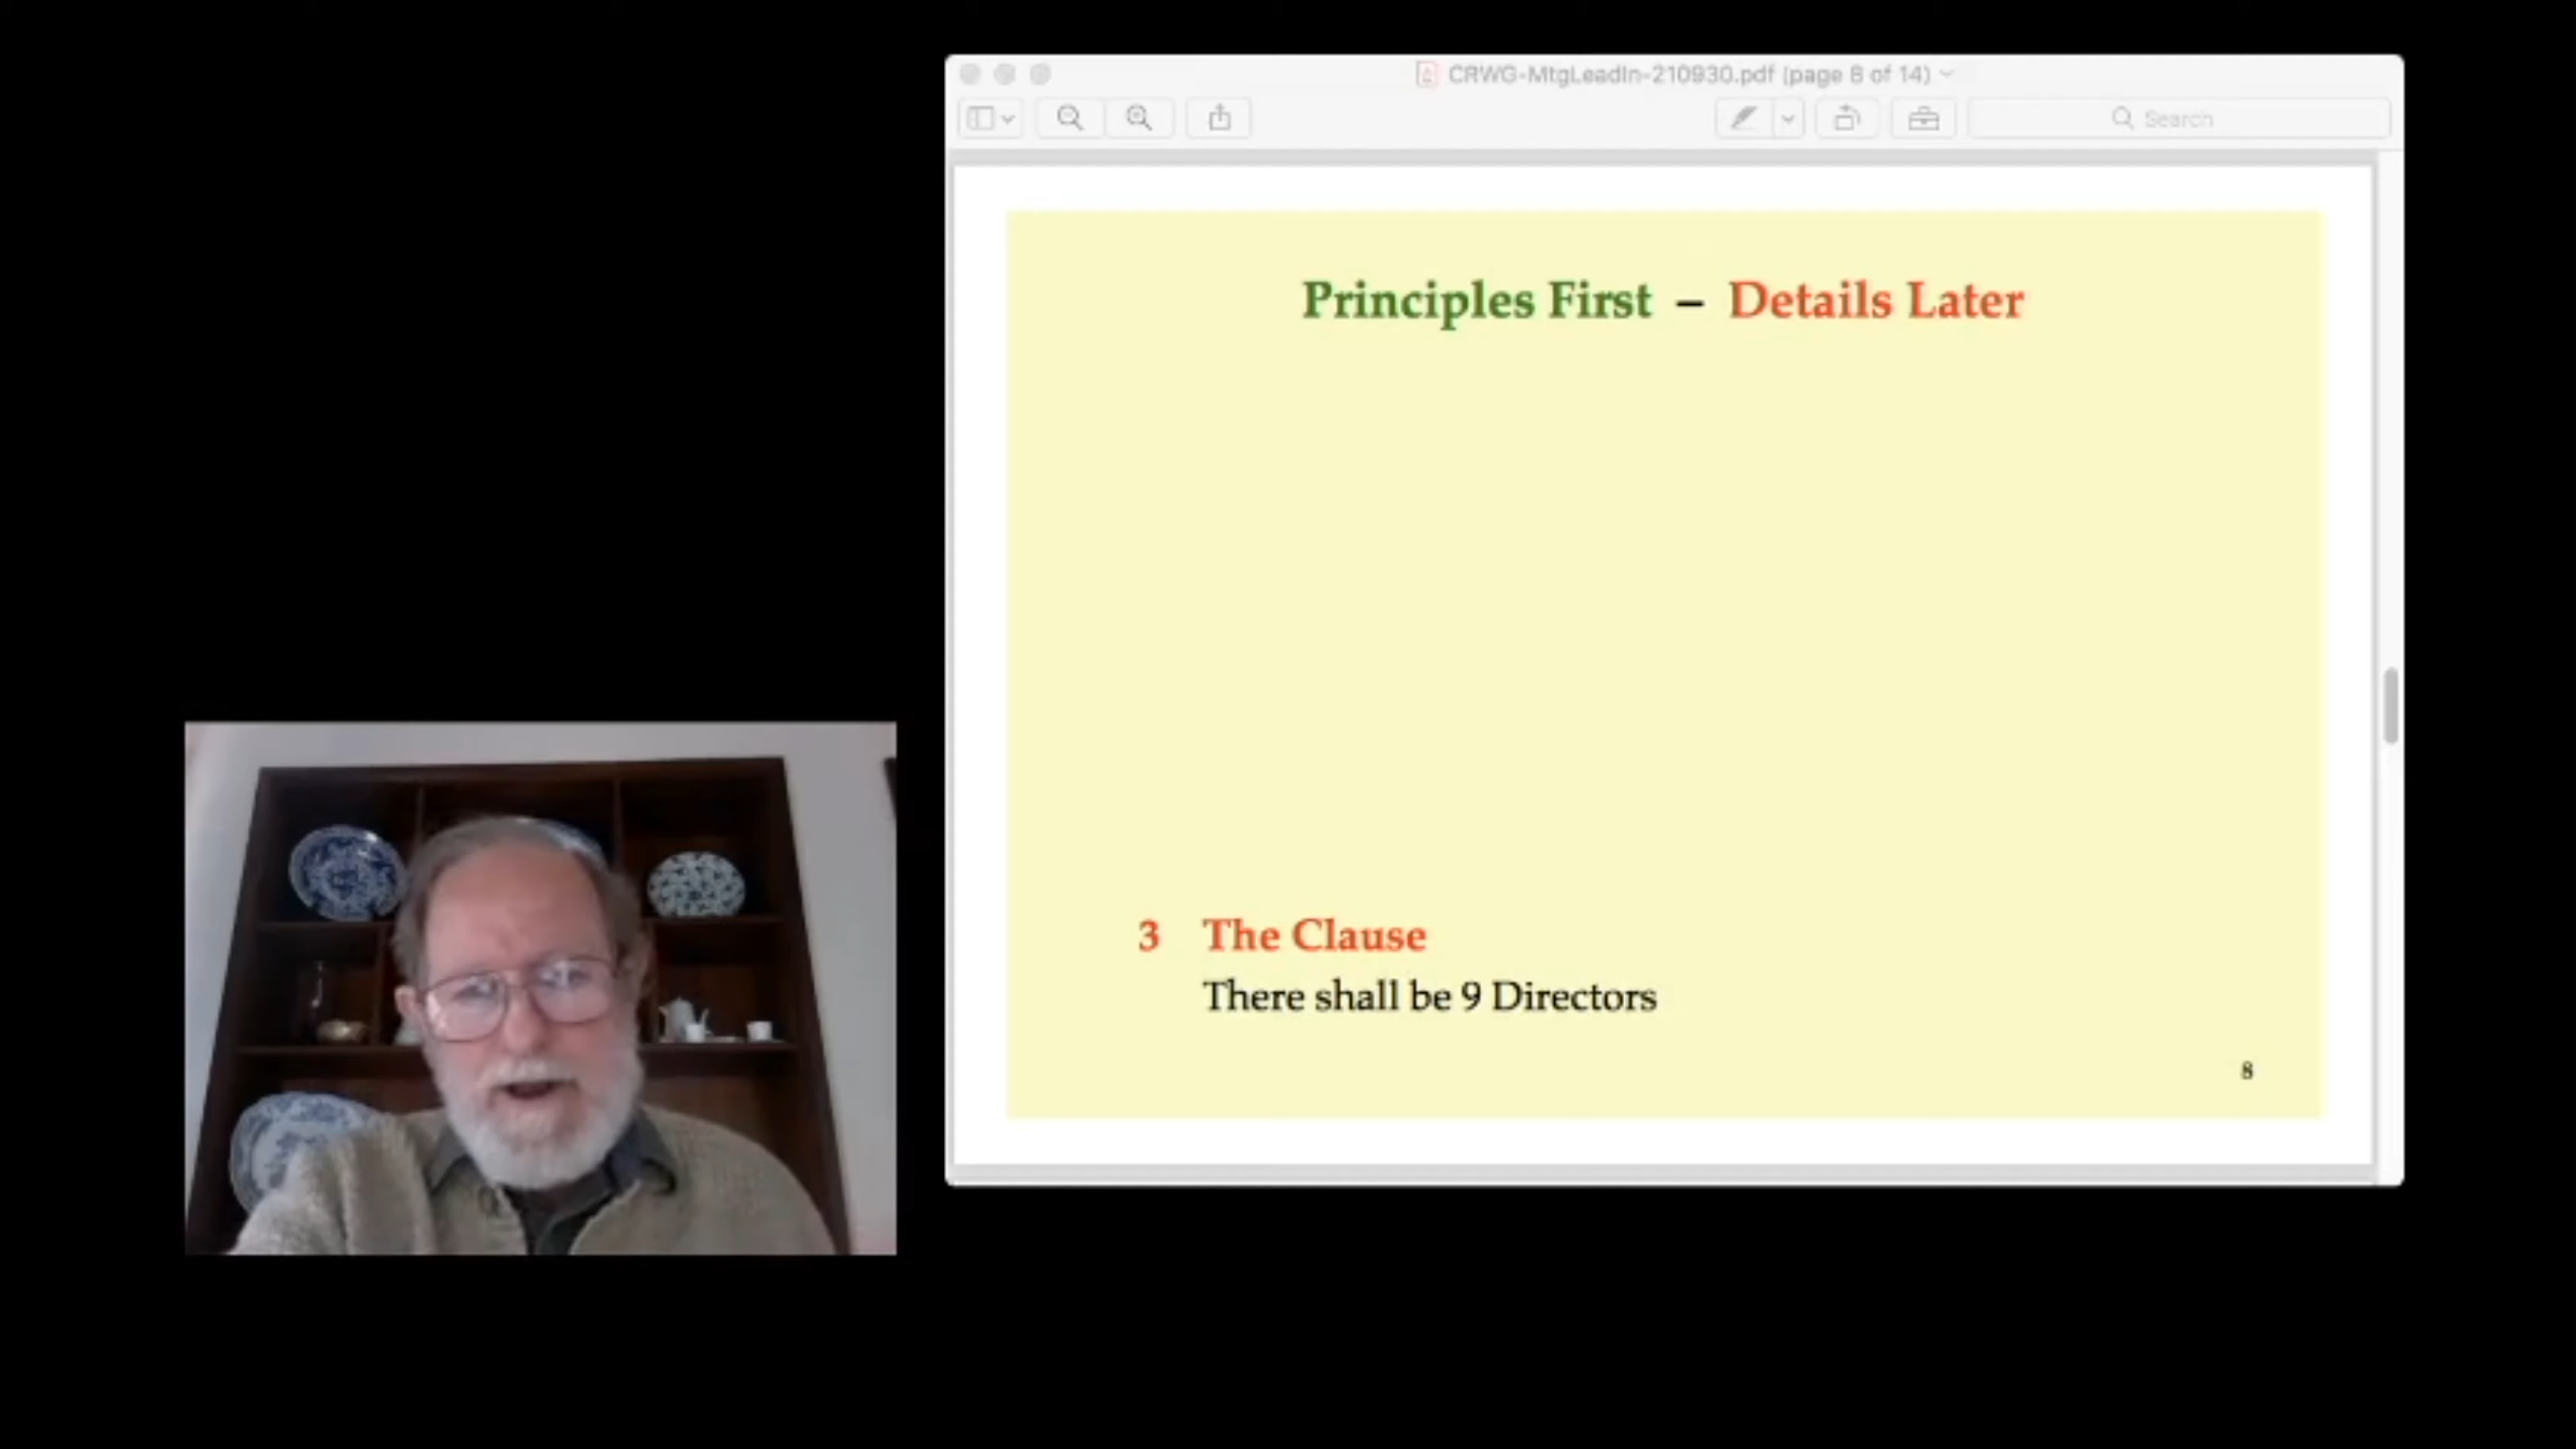 CRWG-MtgLeadIn-210930.pdf (page 8 of 14)
Search
Principles First – Details Later
3 The Clause
There shall be 9 Directors
8